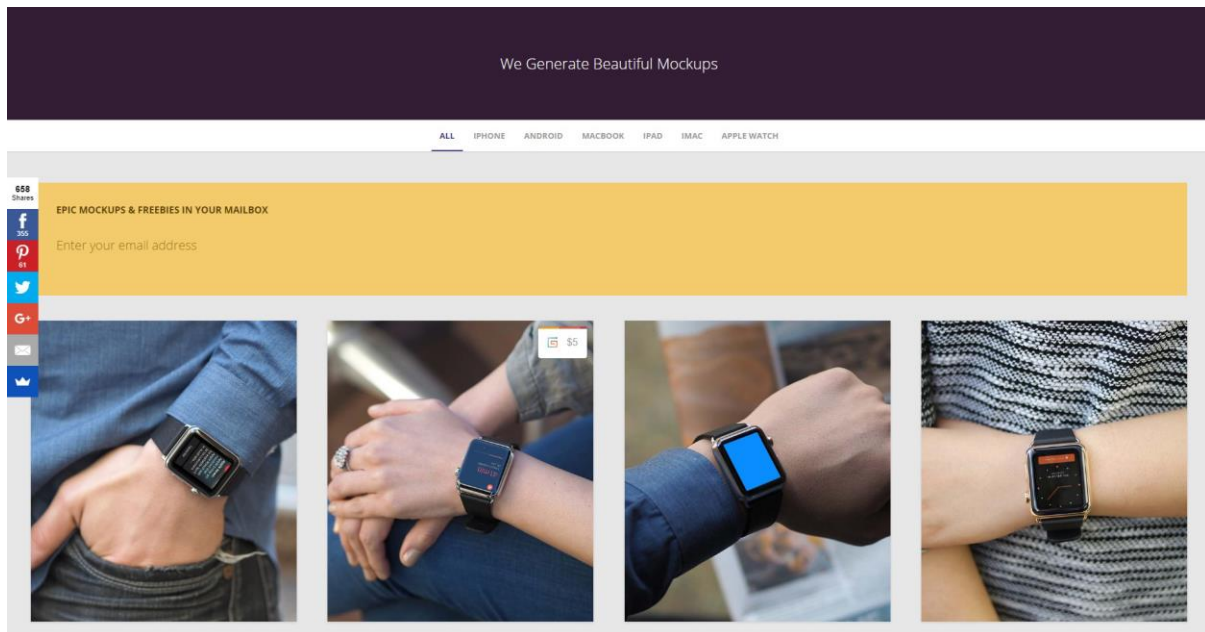 We Generate Beautiful Mockups
ALL IPHONE ANDROID MACBOOK IPAD IMAC APPLE WATCH
658
Shares
EPIC MOCKUPS & FREEBIES IN YOUR MAILBOX
f
355
Enter your email address
61
G+
$5